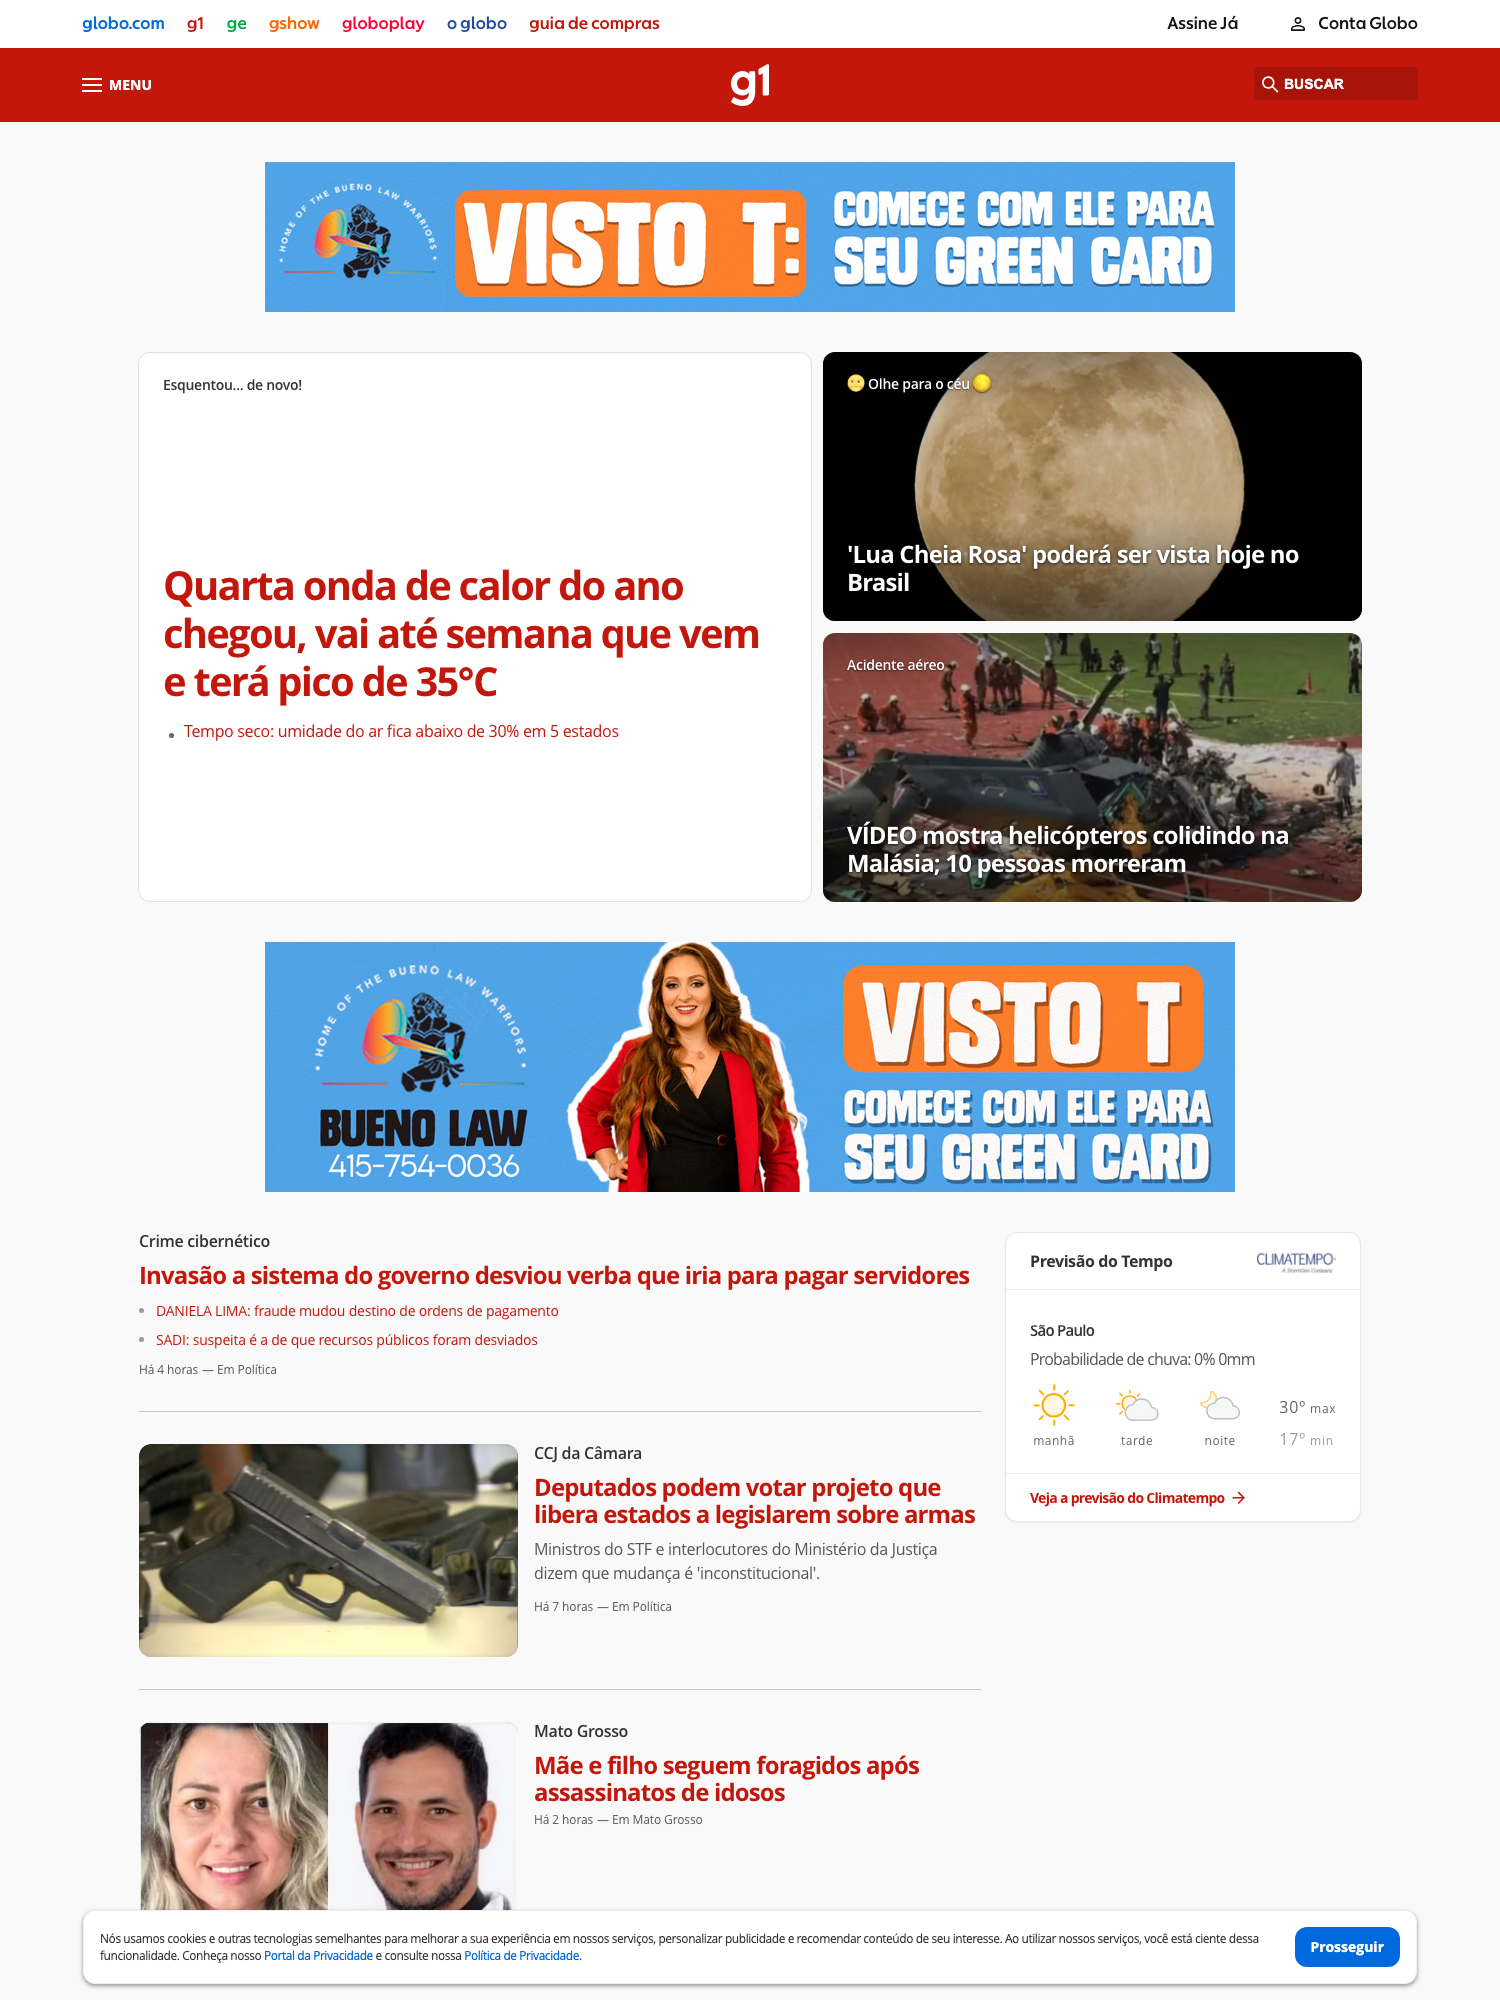 globo.com g1 ge gshow globoplay o globo guia de compras Assine Já Conta Globo
MENU g1 BUSCAR
HOME OF THE BUENO LAW WARRIORS
VISTO T:
COMECE COM ELE PARA
SEU GREEN CARD
Esquentou... de novo!
Quarta onda de calor do ano
chegou, vai até semana que vem
e terá pico de 35°C
Tempo seco: umidade do ar fica abaixo de 30% em 5 estados
Olhe para o céu
'Lua Cheia Rosa' poderá ser vista hoje no
Brasil
Acidente aéreo
VÍDEO mostra helicópteros colidindo na
Malásia; 10 pessoas morreram
HOME OF THE BUENO LAW WARRIORS
BUENO LAW
415-754-0036
VISTO T
COMECE COM ELE PARA
SEU GREEN CARD
Crime cibernético
Invasão a sistema do governo desviou verba que iria para pagar servidores
DANIELA LIMA: fraude mudou destino de ordens de pagamento
SADI: suspeita é a de que recursos públicos foram desviados
Há 4 horas — Em Política
Previsão do Tempo
CLIMATEMPO
A StormGeo Company
São Paulo
Probabilidade de chuva: 0% 0mm
manhã tarde noite
30º max
17º min
Veja a previsão do Climatempo
CCJ da Câmara
Deputados podem votar projeto que
libera estados a legislarem sobre armas
Ministros do STF e interlocutores do Ministério da Justiça
dizem que mudança é 'inconstitucional'.
Há 7 horas — Em Política
Mato Grosso
Mãe e filho seguem foragidos após
assassinatos de idosos
Há 2 horas — Em Mato Grosso
Nós usamos cookies e outras tecnologias semelhantes para melhorar a sua experiência em nossos serviços, personalizar publicidade e recomendar conteúdo de seu interesse. Ao utilizar nossos serviços, você está ciente dessa
funcionalidade. Conheça nosso Portal da Privacidade e consulte nossa Política de Privacidade.
Prosseguir